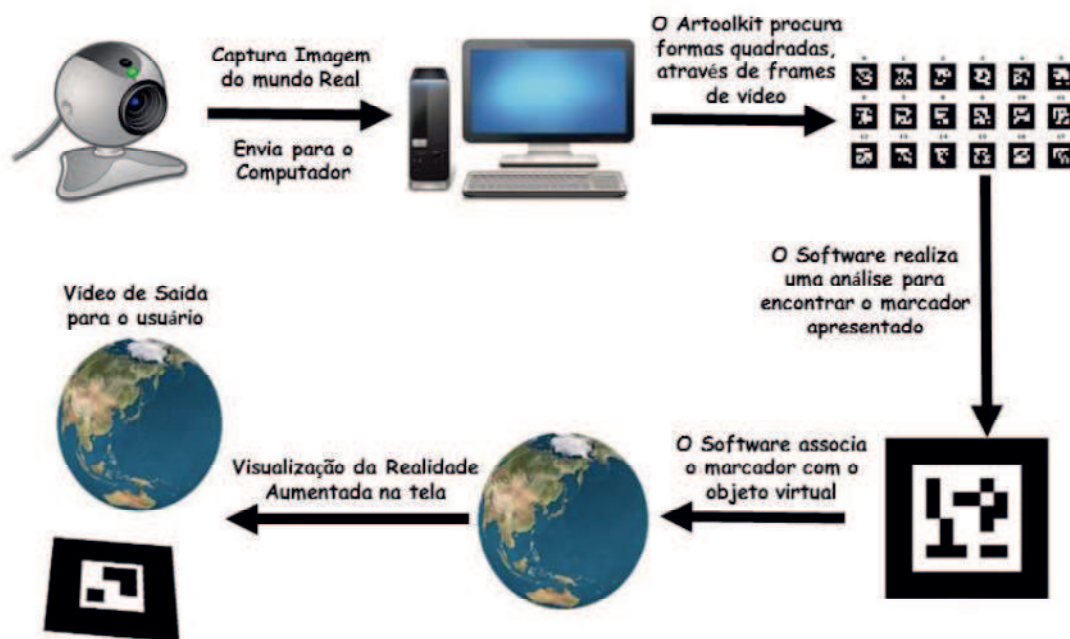 Captura Imagem
do mundo Real
Envia para o
Computador
O Artoolkit procura
formas quadradas,
através de frames
de vídeo
O Software realiza
uma análise para
encontrar o marcador
apresentado
O Software associa
o marcador com o
objeto virtual
Visualização da Realidade
Aumentada na tela
Vídeo de Saída
para o usuário